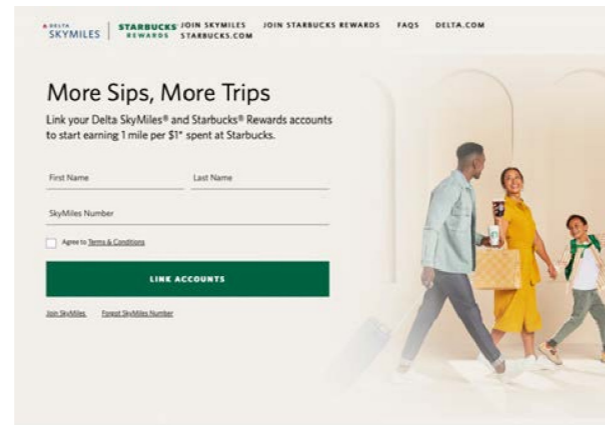 DELTA
SKYMILES
STARBUCKS®
REWARDS
JOIN SKYMILES JOIN STARBUCKS REWARDS FAQS DELTA.COM
STARBUCKS.COM
More Sips, More Trips
Link your Delta SkyMiles® and Starbucks® Rewards accounts
to start earning 1 mile per $1* spent at Starbucks.
First Name Last Name
SkyMiles Number
Agree to Terms & Conditions
LINK ACCOUNTS
Join SkyMiles Forgot SkyMiles Number